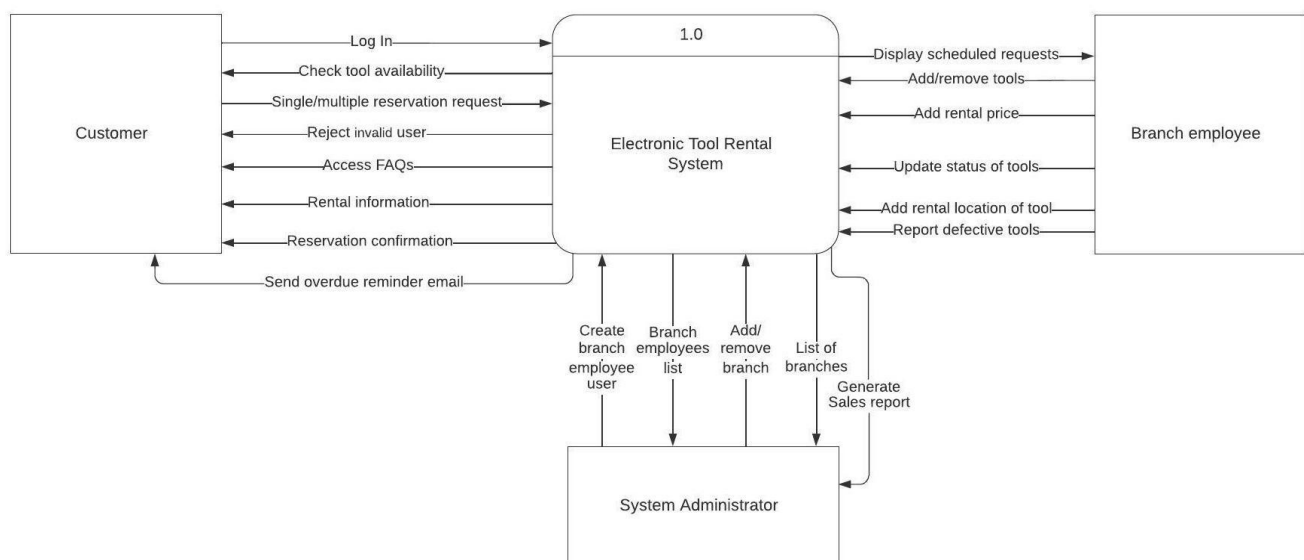 Customer
Log In
Check tool availability
Single/multiple reservation request
Reject invalid user
Access FAQs
Rental information
Reservation confirmation
Send overdue reminder email
1.0
Electronic Tool Rental
System
Display scheduled requests
Add/remove tools
Add rental price
Update status of tools
Add rental location of tool
Report defective tools
Branch employee
Create
branch
employee
user
Branch
employees
list
Add/
remove
branch
List of
branches
Generate
Sales report
System Administrator